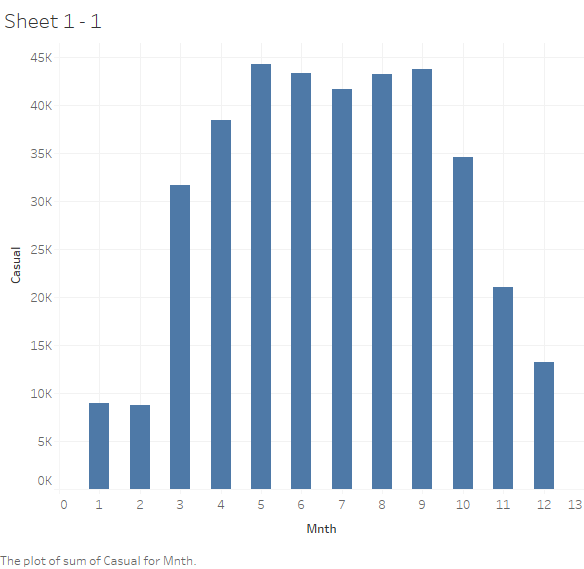 Sheet 1 - 1
45K
40K
35K
30K
25K
20K
15K
10K
5K
0K
Casual
0 1 2 3 4 5 6 7 8 9 10 11 12 13
Mnth
The plot of sum of Casual for Mnth.